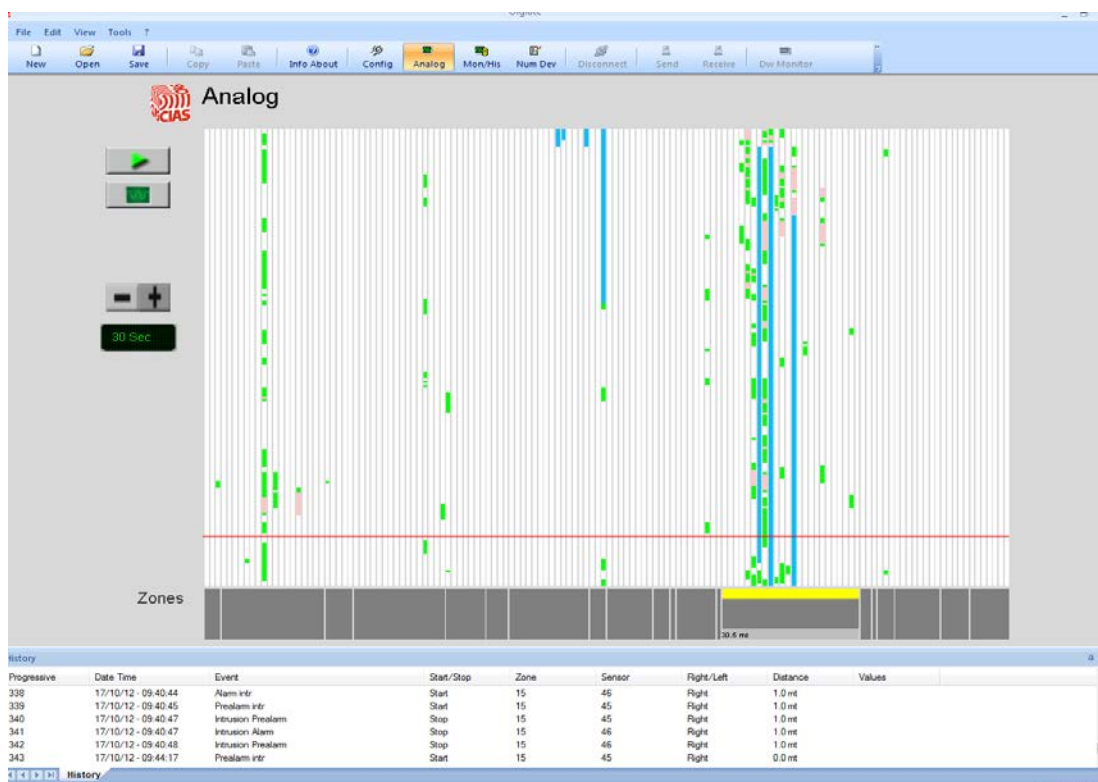 File Edit View Tools ?
New Open Save Copy Paste Info About Config Analog Mon/His Num Dev Disconnect Send Receive Dw Monitor
CIAS Analog
30 Sec
Zones
30.5 mt
History
Progressive Date Time Event Start/Stop Zone Sensor Right/Left Distance Values
338 17/10/12 - 09:40:44 Alarm intr Start 15 46 Right 1.0 mt
339 17/10/12 - 09:40:45 Prealarm intr Start 15 45 Right 1.0 mt
340 17/10/12 - 09:40:47 Intrusion Prealarm Stop 15 46 Right 1.0 mt
341 17/10/12 - 09:40:47 Intrusion Alarm Stop 15 46 Right 1.0 mt
342 17/10/12 - 09:40:48 Intrusion Prealarm Stop 15 45 Right 1.0 mt
343 17/10/12 - 09:44:17 Prealarm intr Start 15 45 Right 0.0 mt
History